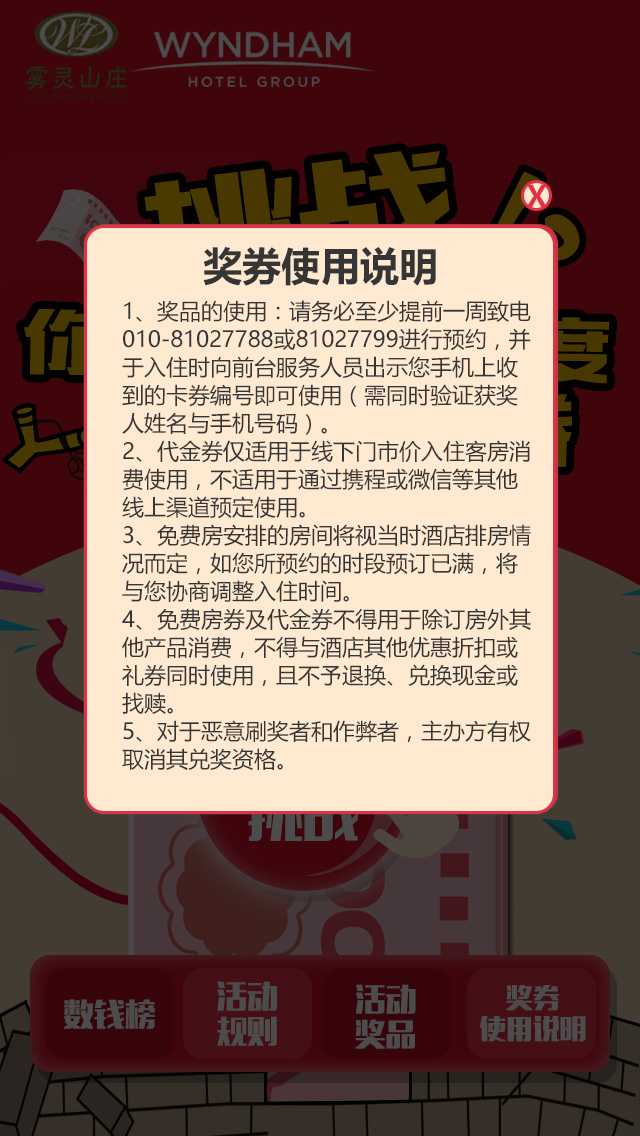 雾灵山庄
WYNDHAM
HOTEL GROUP
挑战
X
你
度
奖券使用说明
1、奖品的使用：请务必至少提前一周致电
010-81027788或81027799进行预约，并
于入住时向前台服务人员出示您手机上收
到的卡券编号即可使用（需同时验证获奖
人姓名与手机号码）。
2、代金券仅适用于线下门市价入住客房消
费使用，不适用于通过携程或微信等其他
线上渠道预定使用。
3、免费房安排的房间将视当时酒店排房情
况而定，如您所预约的时段预订已满，将
与您协商调整入住时间。
4、免费房券及代金券不得用于除订房外其
他产品消费，不得与酒店其他优惠折扣或
礼券同时使用，且不予退换、兑换现金或
找赎。
5、对于恶意刷奖者和作弊者，主办方有权
取消其兑奖资格。
挑战
数钱榜
活动
规则
活动
奖品
奖券
使用说明